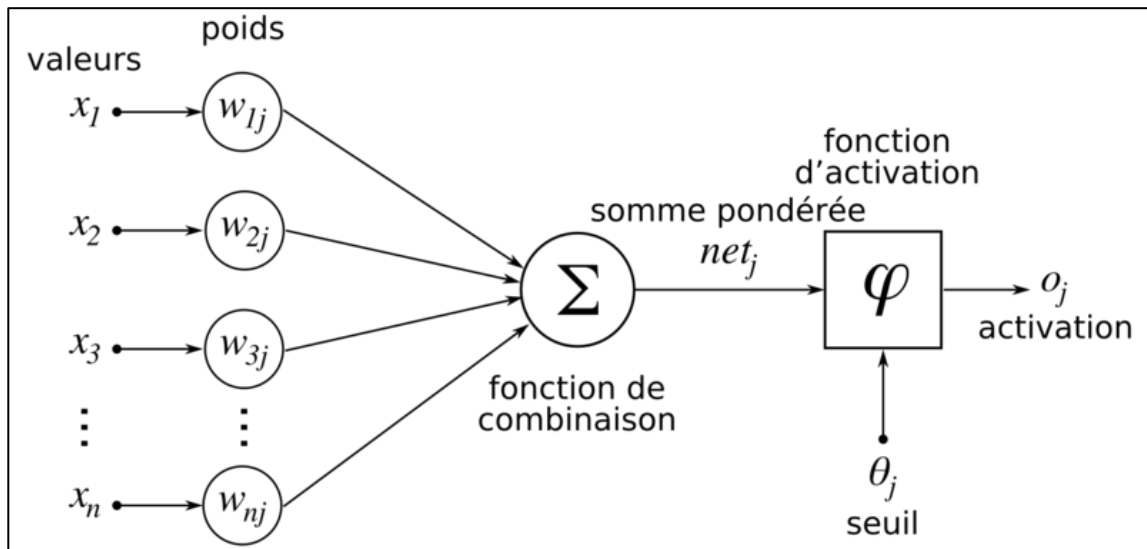 poids
valeurs
x1
w1j
x2
w2j
x3
w3j
xn
wnj
Σ
fonction de
combinaison
somme pondérée
netj
fonction
d'activation
φ
oj
activation
θj
seuil